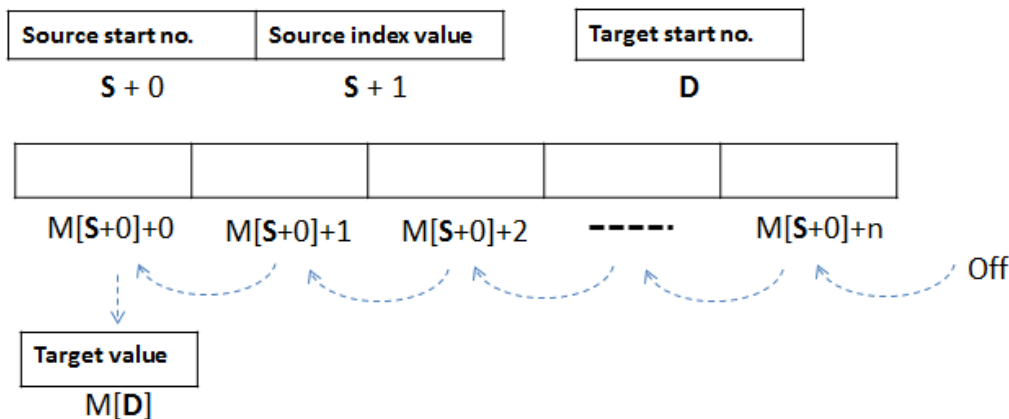 Source start no. Source index value Target start no.
S + 0 S + 1 D
M[S+0]+0 M[S+0]+1 M[S+0]+2 ----- M[S+0]+n
Off
Target value
M[D]